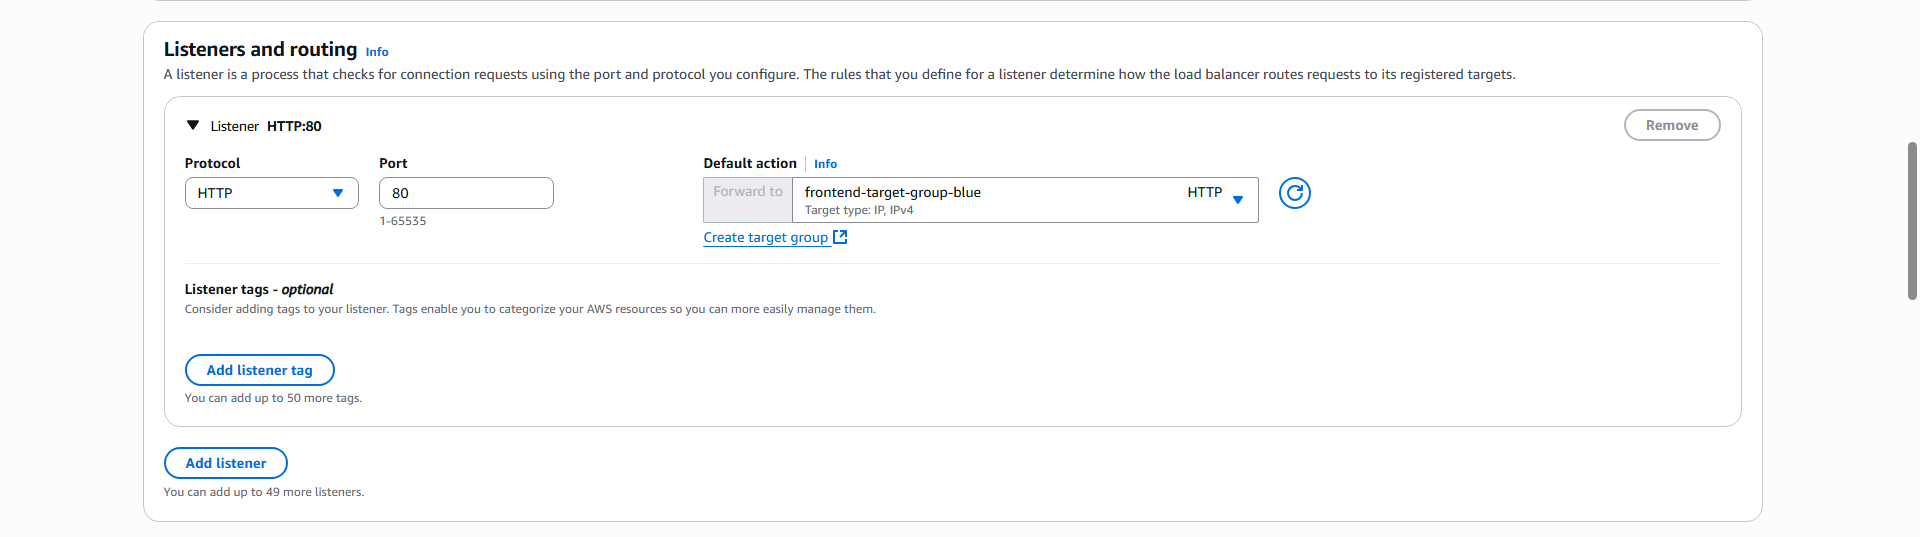 Listeners and routing Info
A listener is a process that checks for connection requests using the port and protocol you configure. The rules that you define for a listener determine how the load balancer routes requests to its registered targets.
Listener HTTP:80
Remove
Protocol Port Default action Info
HTTP 80 Forward to frontend-target-group-blue HTTP
Target type: IP, IPv4
1-65535
Create target group
Listener tags - optional
Consider adding tags to your listener. Tags enable you to categorize your AWS resources so you can more easily manage them.
Add listener tag
You can add up to 50 more tags.
Add listener
You can add up to 49 more listeners.